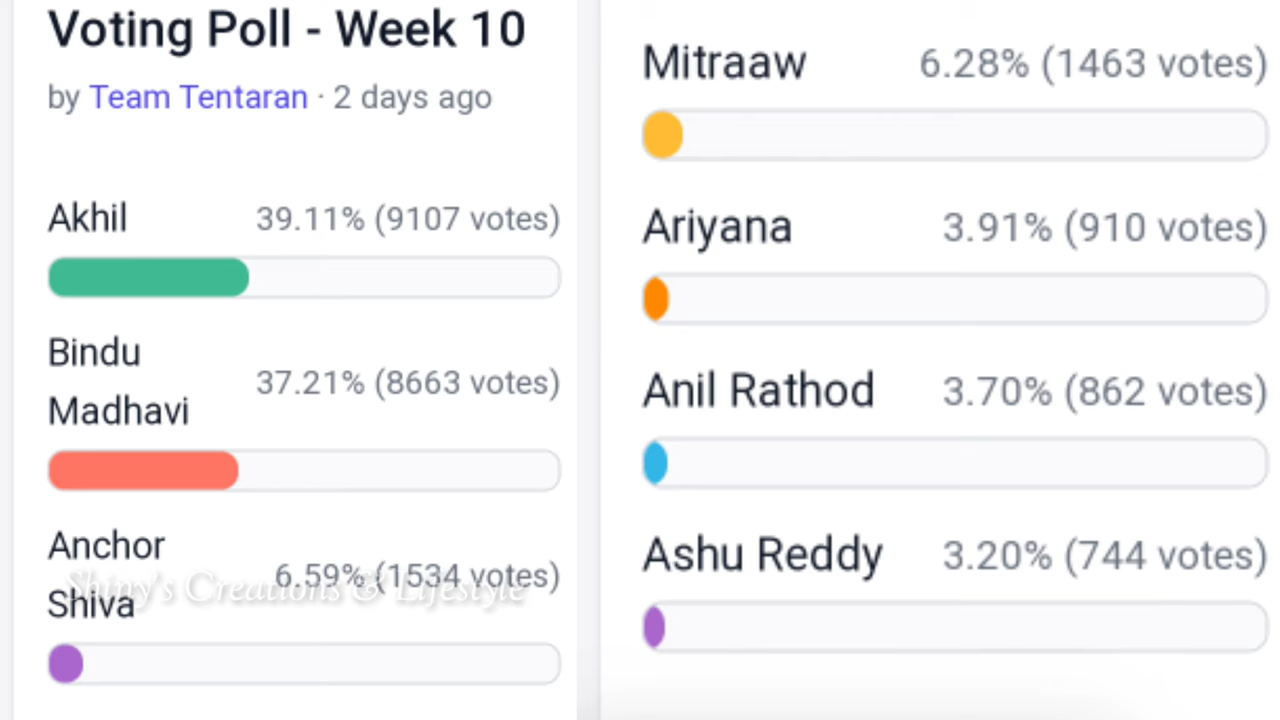 Voting Poll - Week 10
by Team Tentaran · 2 days ago
Akhil 39.11% (9107 votes)
Bindu
Madhavi 37.21% (8663 votes)
Anchor
Shiva 6.59% (1534 votes)
Shiny's Creations & Lifestyle
Mitraaw 6.28% (1463 votes)
Ariyana 3.91% (910 votes)
Anil Rathod 3.70% (862 votes)
Ashu Reddy 3.20% (744 votes)